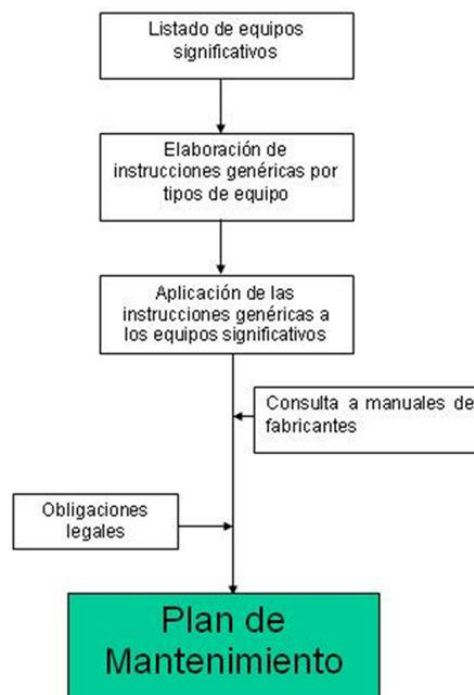 Listado de equipos
significativos
Elaboración de
instrucciones genéricas por
tipos de equipo
Aplicación de las
instrucciones genéricas a
los equipos significativos
Consulta a manuales de
fabricantes
Obligaciones
legales
Plan de
Mantenimiento